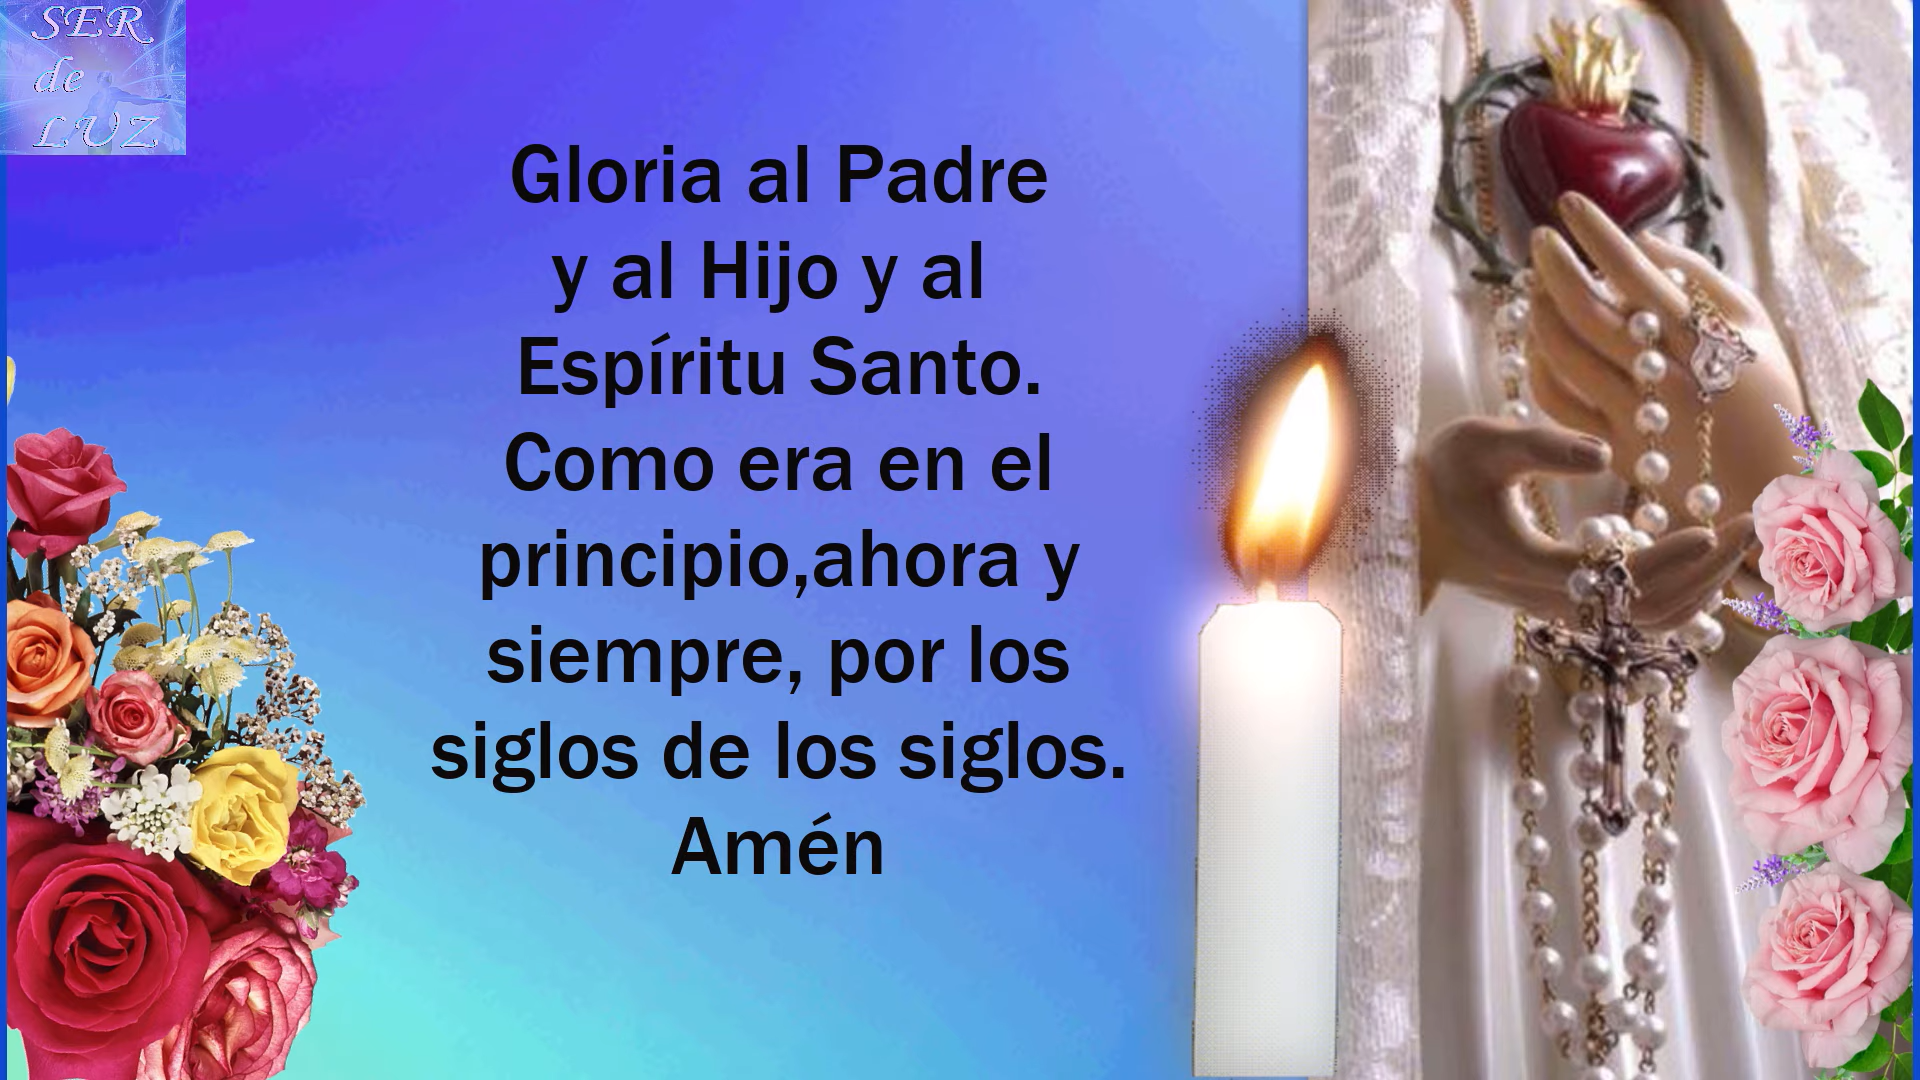 SER
de
LUZ
Gloria al Padre
y al Hijo y al
Espíritu Santo.
Como era en el
principio,ahora y
siempre, por los
siglos de los siglos.
Amén